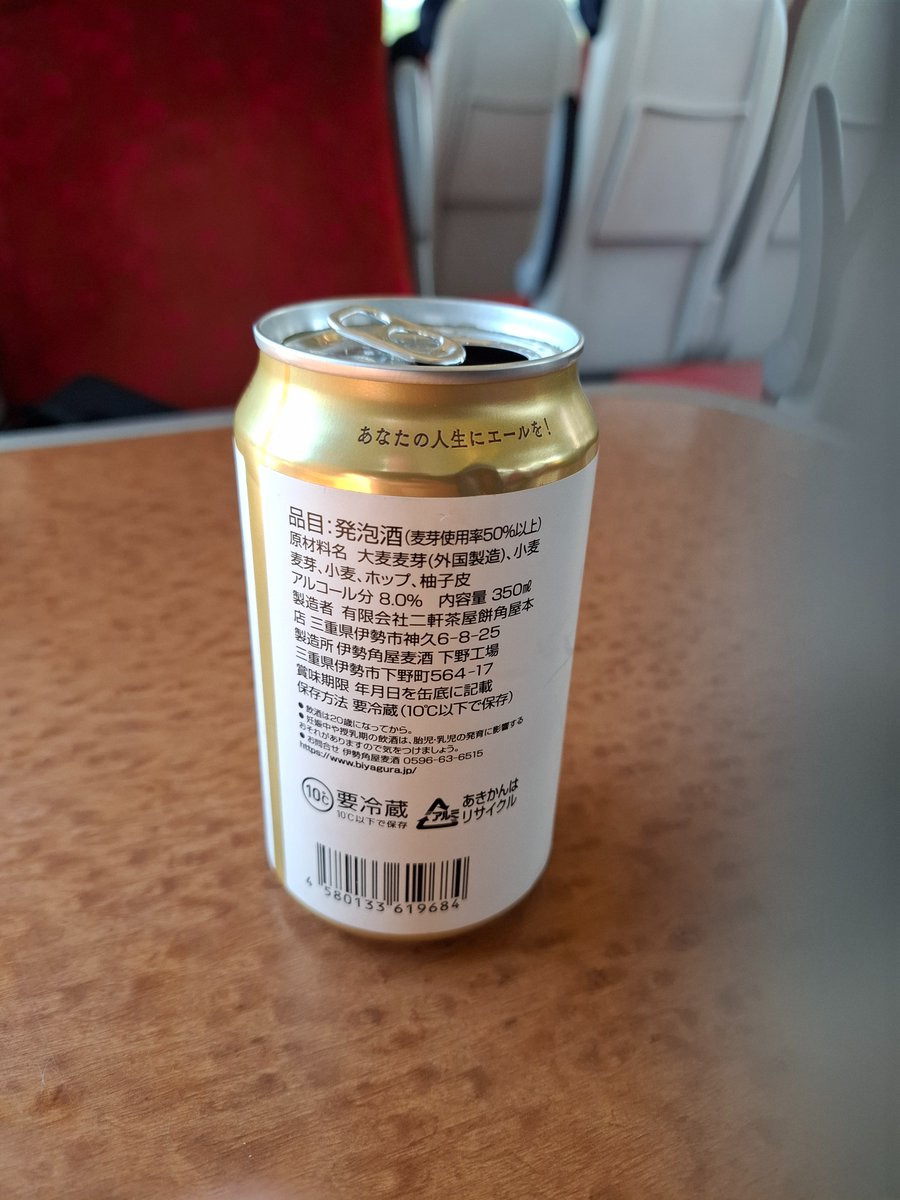 あなたの人生にエールを!
品目:発泡酒(麦芽使用率50%以上)
原材料名 大麦麦芽(外国製造)、小麦
麦芽、小麦、ホップ、柚子皮
アルコール分 8.0% 内容量 350㎖
製造者 有限会社二軒茶屋餅角屋本
店 三重県伊勢市神久6-8-25
製造所 伊勢角屋麦酒 下野工場
三重県伊勢市下野町564-17
賞味期限 年月日を缶底に記載
保存方法 要冷蔵(10℃以下で保存)
●飲酒は20歳になってから。
●妊娠中や授乳期の飲酒は、胎児・乳児の発育に影響する
おそれがありますので気をつけましょう。
●お問合せ 伊勢角屋麦酒 0596-63-6515
https://www.biyagura.jp/
10℃ 要冷蔵
10℃以下で保存
アルミ
あきかんは
リサイクル
4 580133 619684